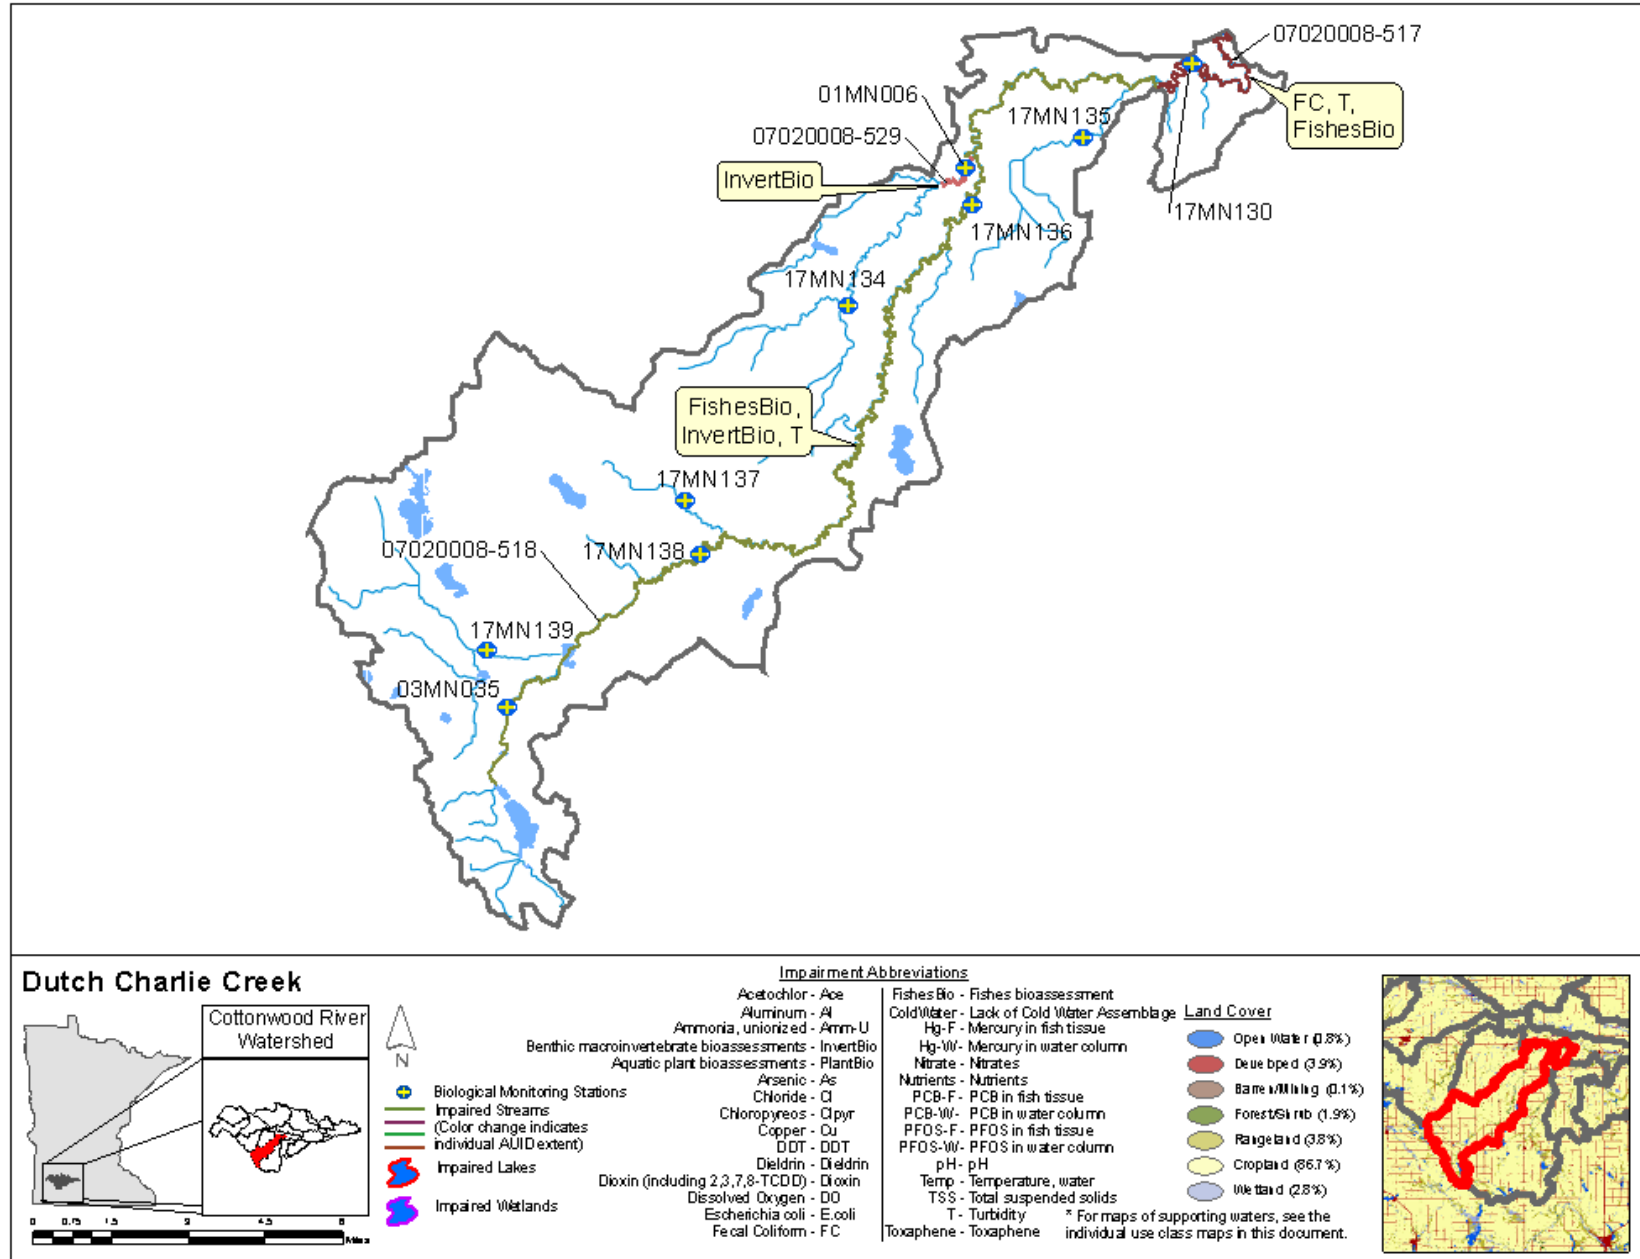 07020008-517
01MN006
17MN135
07020008-529
FC, T,
FishesBio
InvertBio
17MN130
17MN136
17MN134
FishesBio,
InvertBio, T
17MN137
07020008-518
17MN138
17MN139
03MN035
Dutch Charlie Creek
Cottonwood River
Watershed
N
Biological Monitoring Stations
Impaired Streams
(Color change indicates
individual AUID extent)
Impaired Lakes
Impaired Wetlands
0 0.75 1.5 3 4.5 6
Miles
Impairment Abbreviations
Acetochlor - Ace
Aluminum - Al
Ammonia, unionized - Amm-U
Benthic macroinvertebrate bioassessments - InvertBio
Aquatic plant bioassessments - PlantBio
Arsenic - As
Chloride - Cl
Chloropyreos - Clpyr
Copper - Cu
DDT - DDT
Dieldrin - Dieldrin
Dioxin (including 2,3,7,8-TCDD) - Dioxin
Dissolved Oxygen - DO
Escherichia coli - E.coli
Fecal Coliform - FC
FishesBio - Fishes bioassessment
ColdWater - Lack of Cold Water Assemblage
Hg-F - Mercury in fish tissue
Hg-W - Mercury in water column
Nitrate - Nitrates
Nutrients - Nutrients
PCB-F - PCB in fish tissue
PCB-W - PCB in water column
PFOS-F - PFOS in fish tissue
PFOS-W - PFOS in water column
pH - pH
Temp - Temperature, water
TSS - Total suspended solids
T - Turbidity
Toxaphene - Toxaphene
* For maps of supporting waters, see the
individual use class maps in this document.
Land Cover
Open Water (0.8%)
Developed (3.9%)
Barren/Mining (0.1%)
Forest/Shrub (1.9%)
Rangeland (3.8%)
Cropland (86.7%)
Wetland (2.8%)